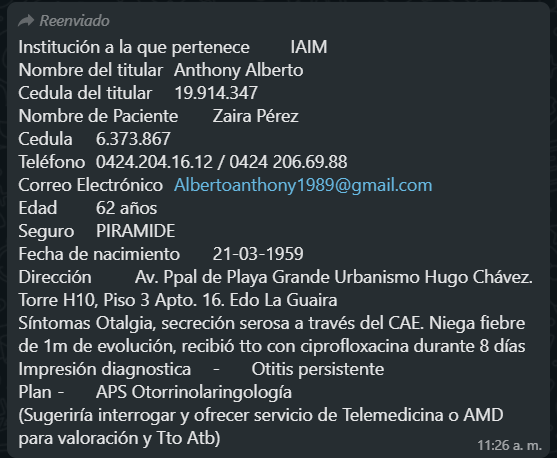 Reenviado
Institución a la que pertenece IAIM
Nombre del titular Anthony Alberto
Cedula del titular 19.914.347
Nombre de Paciente Zaira Pérez
Cedula 6.373.867
Teléfono 0424.204.16.12 / 0424 206.69.88
Correo Electrónico Albertoanthony1989@gmail.com
Edad 62 años
Seguro PIRAMIDE
Fecha de nacimiento 21-03-1959
Dirección Av. Ppal de Playa Grande Urbanismo Hugo Chávez.
Torre H10, Piso 3 Apto. 16. Edo La Guaira
Síntomas Otalgia, secreción serosa a través del CAE. Niega fiebre
de 1m de evolución, recibió tto con ciprofloxacina durante 8 días
Impresión diagnostica - Otitis persistente
Plan - APS Otorrinolaringología
(Sugeriría interrogar y ofrecer servicio de Telemedicina o AMD
para valoración y Tto Atb)
11:26 a. m.